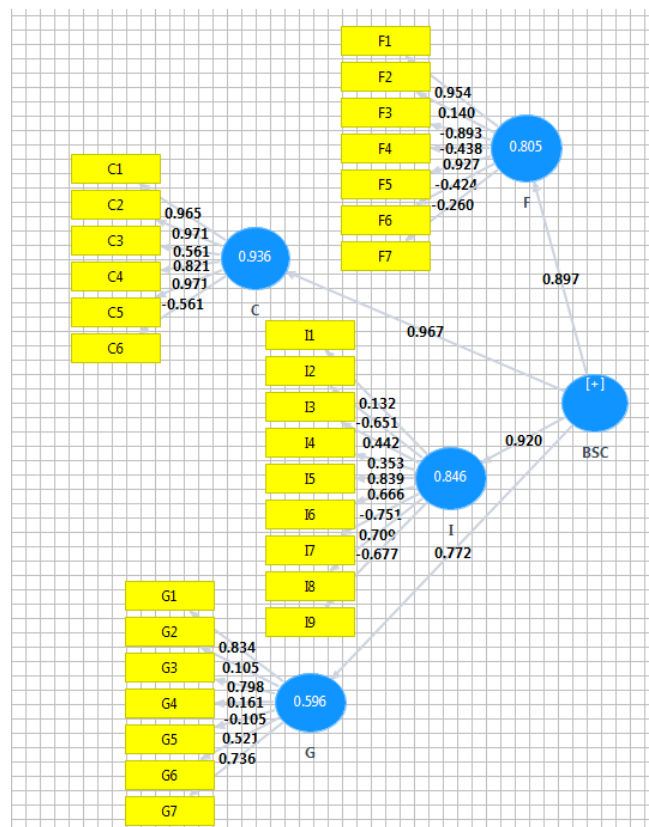 F1
F2
F3
F4
F5
F6
F7
0.954
0.140
-0.893
-0.438
0.927
-0.424
-0.260
0.805
F
0.897
C1
C2
C3
C4
C5
C6
0.965
0.971
0.561
0.821
0.971
-0.561
0.936
C
0.967
[+]
BSC
I1
I2
I3
I4
I5
I6
I7
I8
I9
0.132
-0.651
0.442
0.353
0.839
0.666
-0.751
0.709
-0.677
0.846
I
0.920
0.772
G1
G2
G3
G4
G5
G6
G7
0.834
0.105
0.798
0.161
-0.105
0.521
0.736
0.596
G